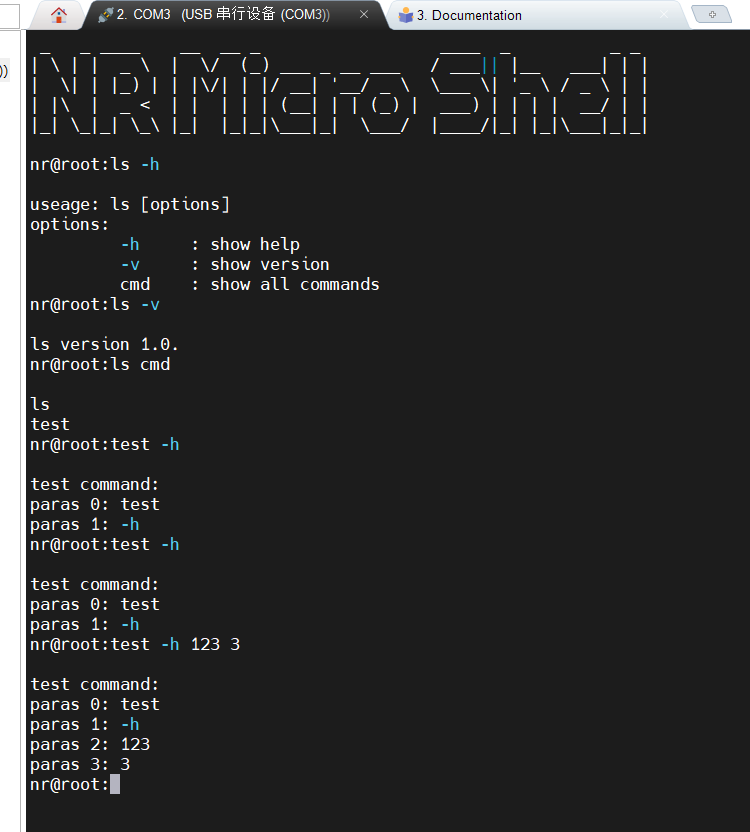 2. COM3 (USB 串行设备 (COM3))
3. Documentation
))
NR Micro Shell
nr@root:ls -h
useage: ls [options]
options:
-h : show help
-v : show version
cmd : show all commands
nr@root:ls -v
ls version 1.0.
nr@root:ls cmd
ls
test
nr@root:test -h
test command:
paras 0: test
paras 1: -h
nr@root:test -h
test command:
paras 0: test
paras 1: -h
nr@root:test -h 123 3
test command:
paras 0: test
paras 1: -h
paras 2: 123
paras 3: 3
nr@root: